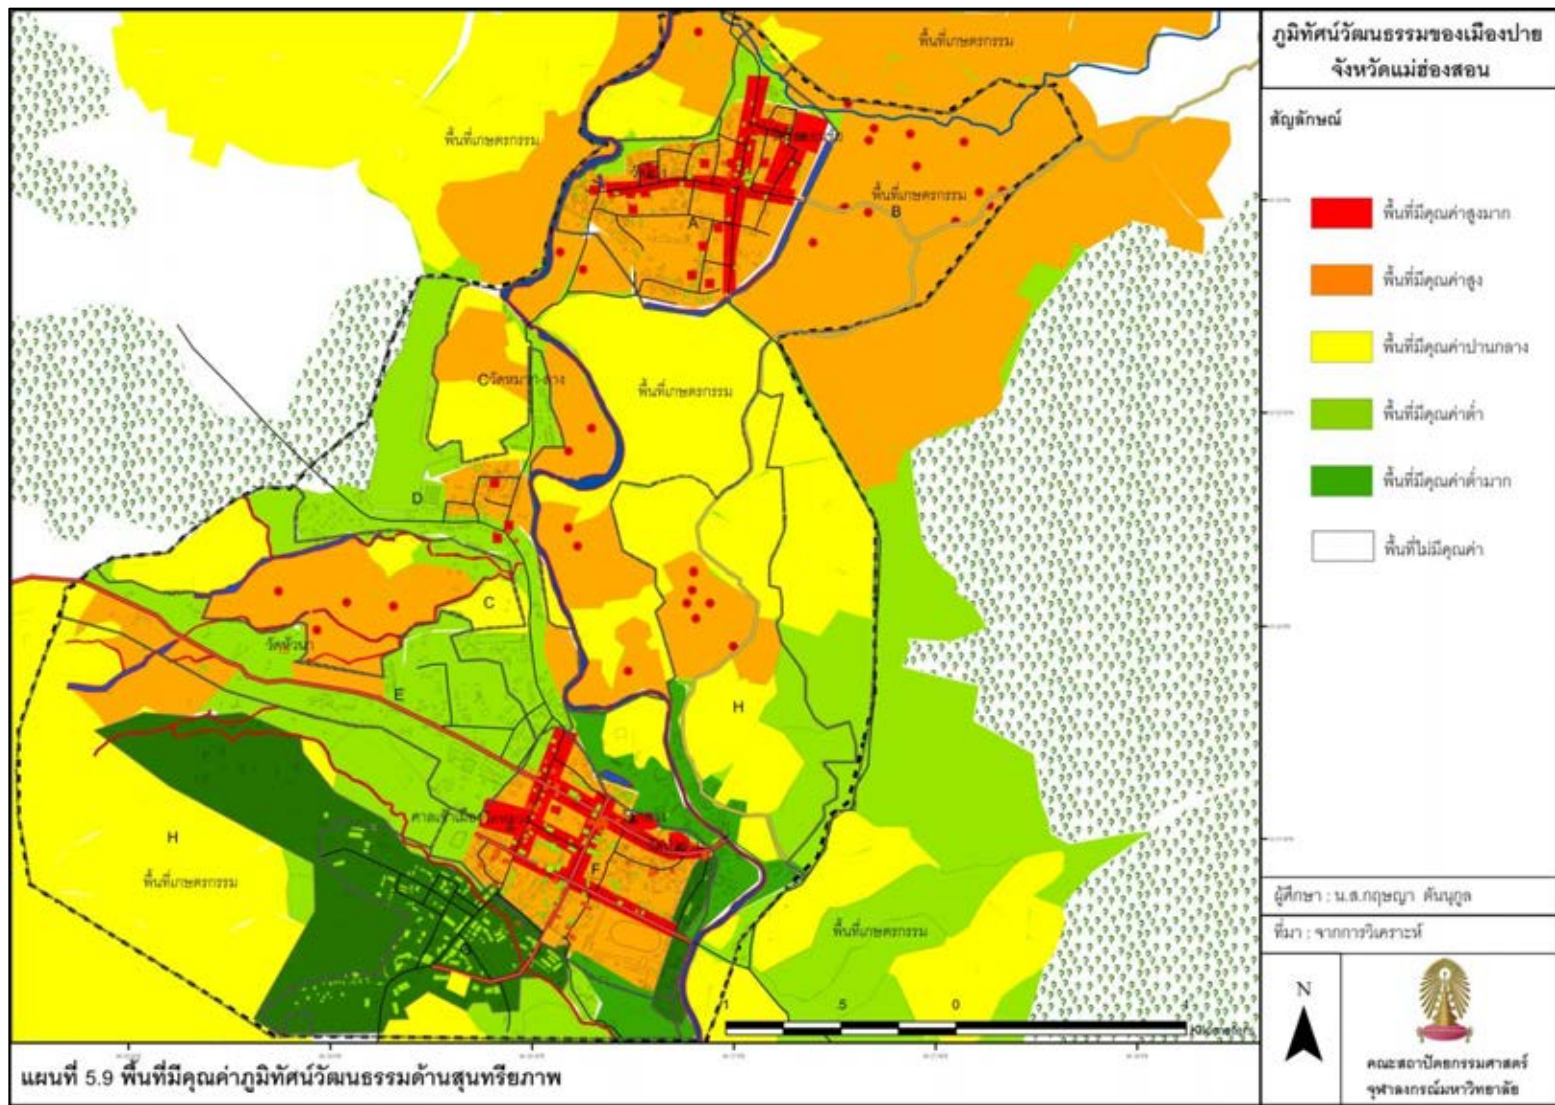 ภูมิทัศน์วัฒนธรรมของเมืองปาย
จังหวัดแม่ฮ่องสอน
สัญลักษณ์
พื้นที่มีคุณค่าสูงมาก
พื้นที่มีคุณค่าสูง
พื้นที่มีคุณค่าปานกลาง
พื้นที่มีคุณค่าต่ำ
พื้นที่มีคุณค่าต่ำมาก
พื้นที่ไม่มีคุณค่า
พื้นที่เกษตรกรรม
พื้นที่เกษตรกรรม
พื้นที่เกษตรกรรม
B
A
พื้นที่เกษตรกรรม
C
D
C
วัดหัวนา
E
H
H
พื้นที่เกษตรกรรม
F
พื้นที่เกษตรกรรม
1 .5 0 1
Kilometers
ผู้ศึกษา : น.ส.กฤษญา
ที่มา : จากการวิเคราะห์
N
คณะสถาปัตยกรรมศาสตร์
จุฬาลงกรณ์มหาวิทยาลัย
แผนที่ 5.9 พื้นที่มีคุณค่าภูมิทัศน์วัฒนธรรมด้านสุนทรียภาพ